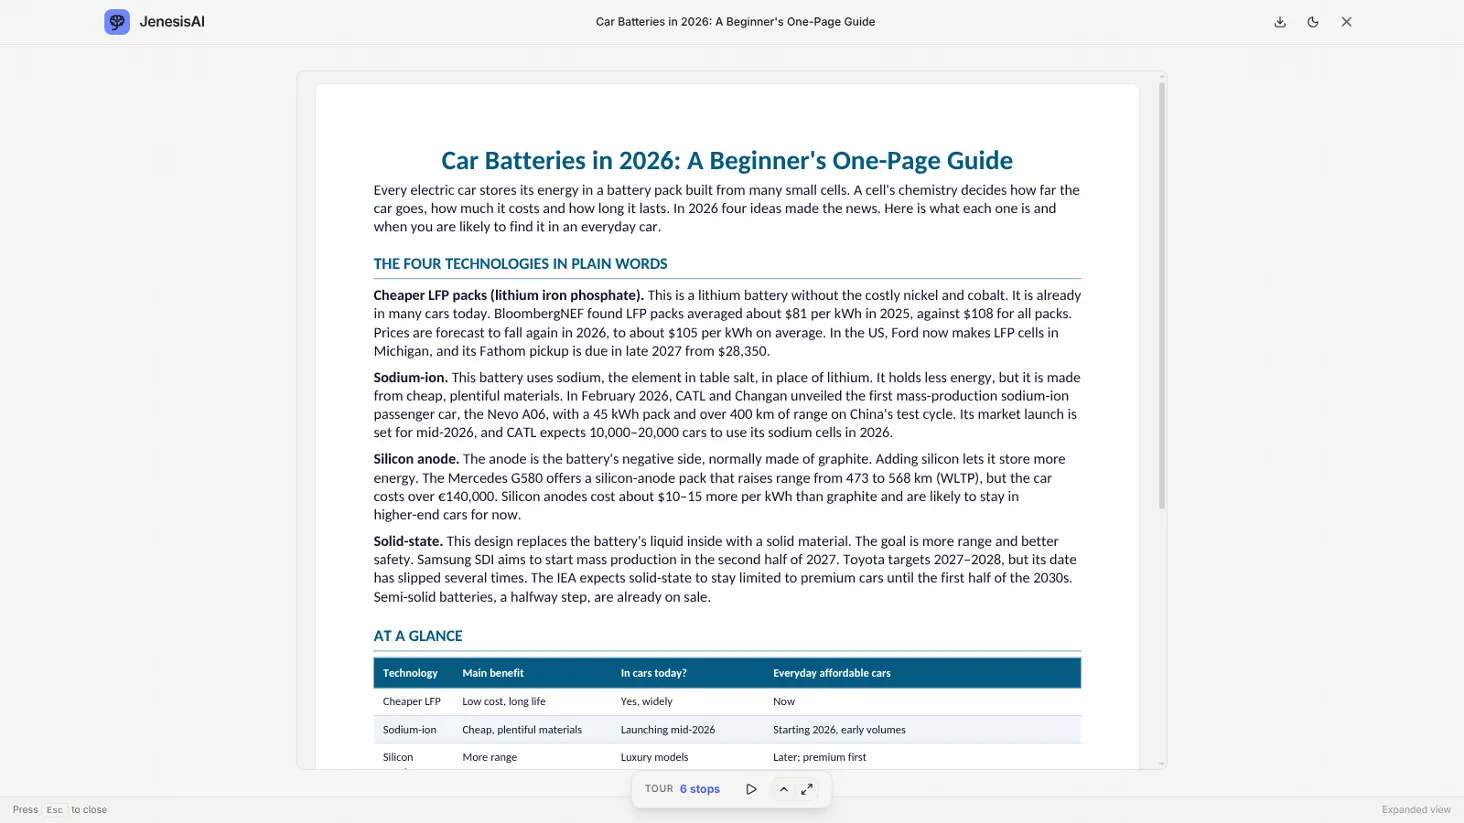 JenesisAI
Car Batteries in 2026: A Beginner's One-Page Guide
Car Batteries in 2026: A Beginner's One-Page Guide
Every electric car stores its energy in a battery pack built from many small cells. A cell's chemistry decides how far the
car goes, how much it costs and how long it lasts. In 2026 four ideas made the news. Here is what each one is and
when you are likely to find it in an everyday car.
THE FOUR TECHNOLOGIES IN PLAIN WORDS
Cheaper LFP packs (lithium iron phosphate). This is a lithium battery without the costly nickel and cobalt. It is already
in many cars today. BloombergNEF found LFP packs averaged about $81 per kWh in 2025, against $108 for all packs.
Prices are forecast to fall again in 2026, to about $105 per kWh on average. In the US, Ford now makes LFP cells in
Michigan, and its Fathom pickup is due in late 2027 from $28,350.
Sodium-ion. This battery uses sodium, the element in table salt, in place of lithium. It holds less energy, but it is made
from cheap, plentiful materials. In February 2026, CATL and Changan unveiled the first mass-production sodium-ion
passenger car, the Nevo A06, with a 45 kWh pack and over 400 km of range on China's test cycle. Its market launch is
set for mid-2026, and CATL expects 10,000–20,000 cars to use its sodium cells in 2026.
Silicon anode. The anode is the battery's negative side, normally made of graphite. Adding silicon lets it store more
energy. The Mercedes G580 offers a silicon-anode pack that raises range from 473 to 568 km (WLTP), but the car
costs over €140,000. Silicon anodes cost about $10–15 more per kWh than graphite and are likely to stay in
higher-end cars for now.
Solid-state. This design replaces the battery's liquid inside with a solid material. The goal is more range and better
safety. Samsung SDI aims to start mass production in the second half of 2027. Toyota targets 2027–2028, but its date
has slipped several times. The IEA expects solid-state to stay limited to premium cars until the first half of the 2030s.
Semi-solid batteries, a halfway step, are already on sale.
AT A GLANCE
Technology Main benefit In cars today? Everyday affordable cars
Cheaper LFP Low cost, long life Yes, widely Now
Sodium-ion Cheap, plentiful materials Launching mid-2026 Starting 2026, early volumes
Silicon More range Luxury models Later; premium first
TOUR 6 stops
Press Esc to close
Expanded view